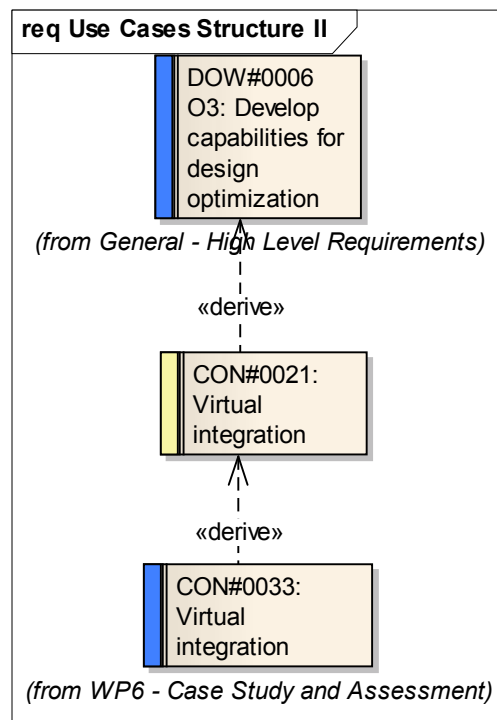 req Use Cases Structure II
DOW#0006
O3: Develop
capabilities for
design
optimization
(from General - High Level Requirements)
«derive»
CON#0021:
Virtual
integration
«derive»
CON#0033:
Virtual
integration
(from WP6 - Case Study and Assessment)